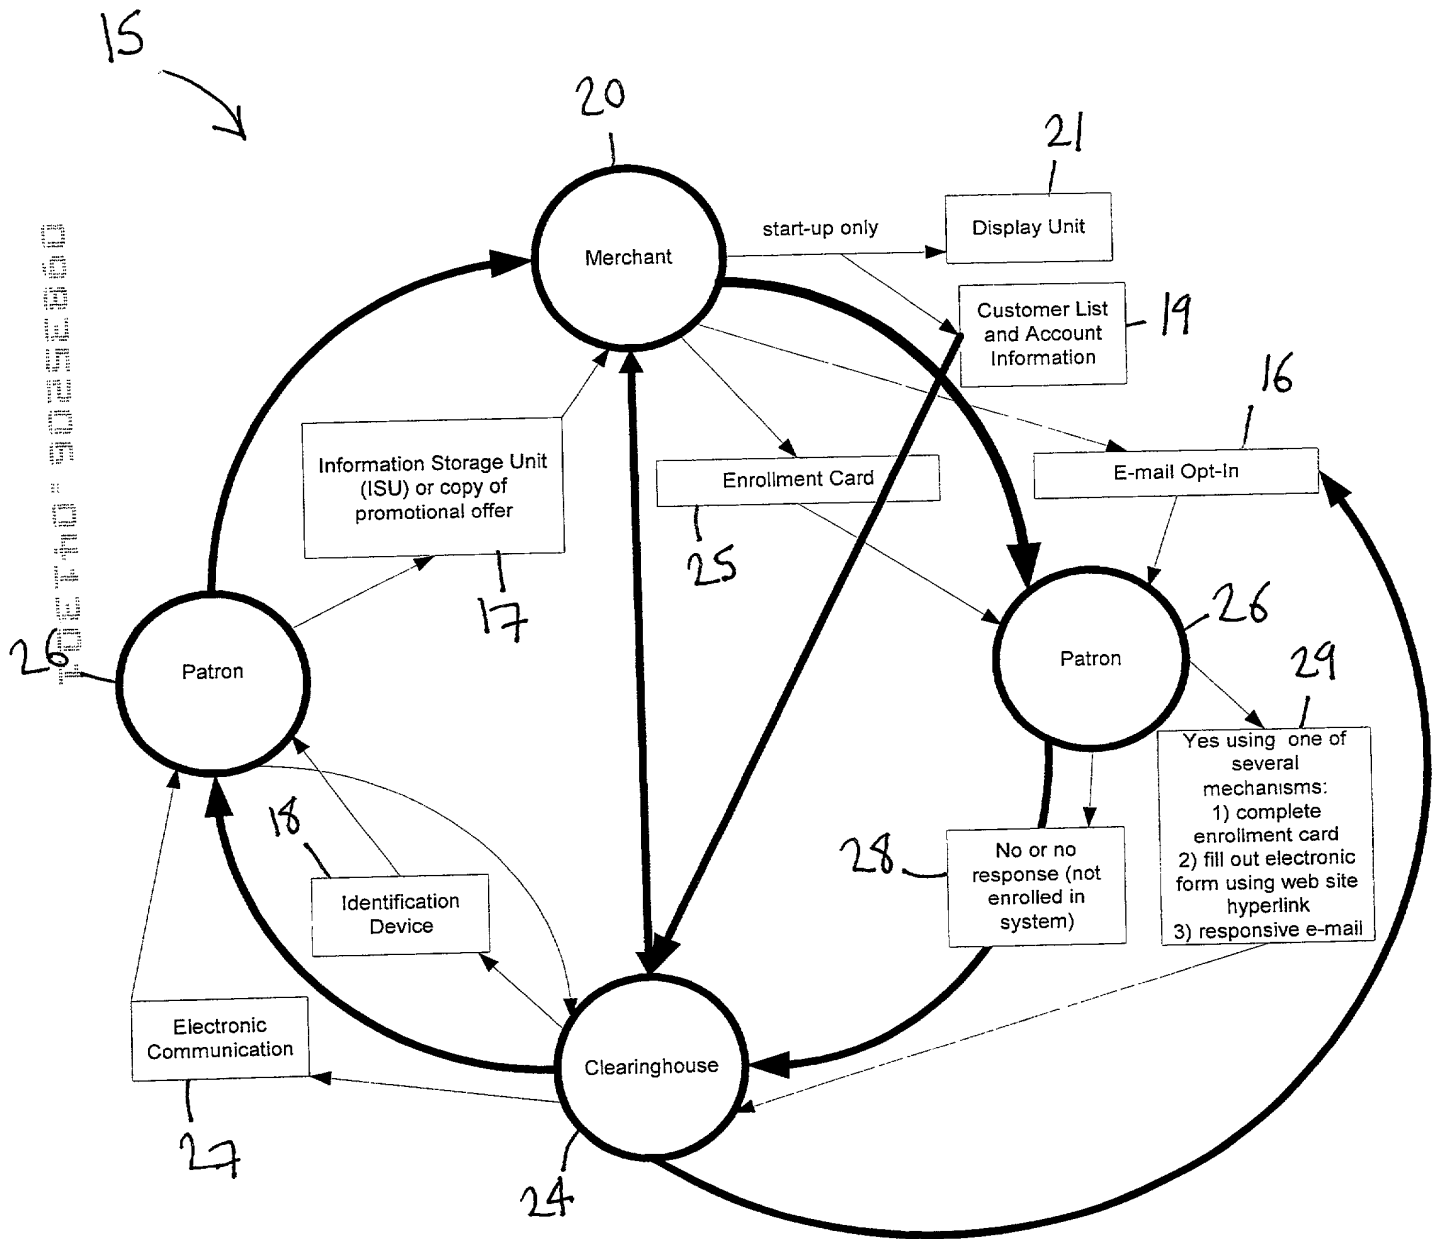 15
20
21
Merchant
start-up only
Display Unit
Customer List
and Account
Information
19
16
Information Storage Unit
(ISU) or copy of
promotional offer
Enrollment Card
E-mail Opt-In
25
17
26
Patron
26
Patron
29
Yes using one of
several
mechanisms:
1) complete
enrollment card
2) fill out electronic
form using web site
hyperlink
3) responsive e-mail
18
28
No or no
response (not
enrolled in
system)
Identification
Device
Electronic
Communication
Clearinghouse
27
24
09835205.041301